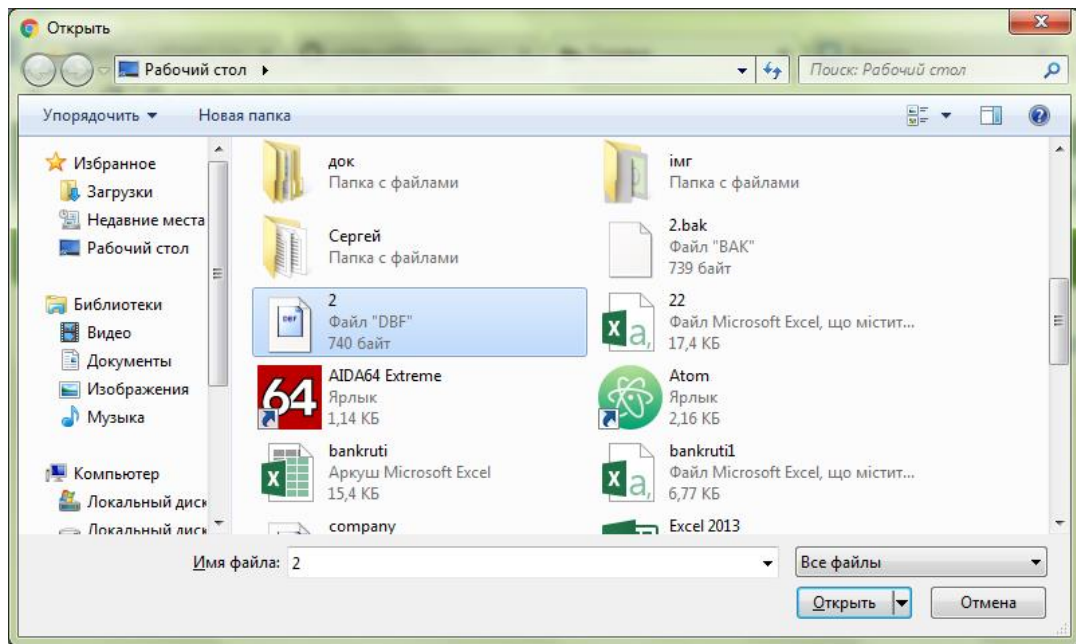 Открыть
Рабочий стол
Поиск: Рабочий стол
Упорядочить
Новая папка
Избранное
Загрузки
Недавние места
Рабочий стол
Библиотеки
Видео
Документы
Изображения
Музыка
Компьютер
Локальный диск
Локальный диск
док
Папка с файлами
імг
Папка с файлами
Сергей
Папка с файлами
2.bak
Файл "BAK"
739 байт
DBF
2
Файл "DBF"
740 байт
22
Файл Microsoft Excel, що містит...
17,4 КБ
64
AIDA64 Extreme
Ярлык
1,14 КБ
Atom
Ярлык
2,16 КБ
bankruti
Аркуш Microsoft Excel
15,4 КБ
bankruti1
Файл Microsoft Excel, що містит...
6,77 КБ
company
Excel 2013
Имя файла: 2
Все файлы
Открыть
Отмена